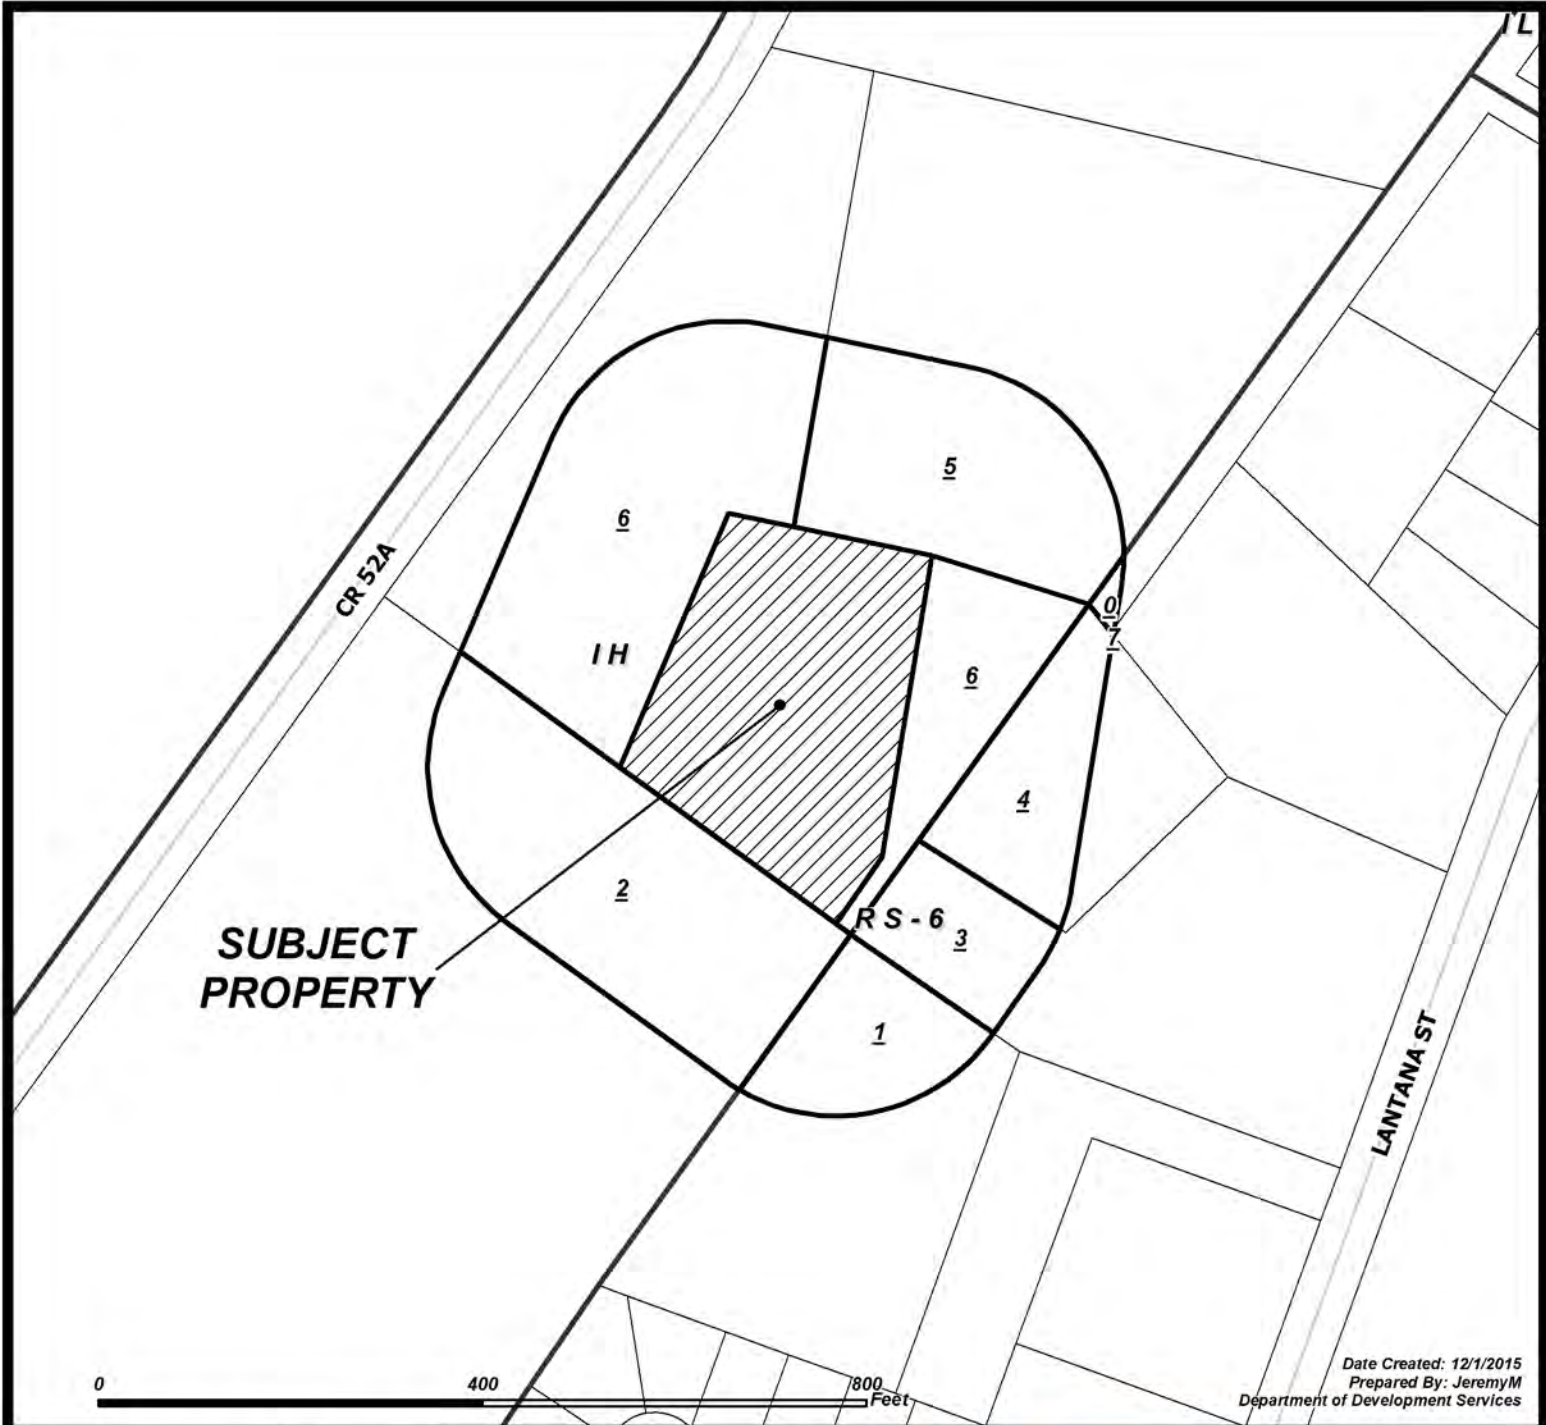 I L
5
6
CR 52A
0
7
I H
6
4
2
R S - 6
3
SUBJECT
PROPERTY
1
LANTANA ST
0 400 800
Feet
Date Created: 12/1/2015
Prepared By: JeremyM
Department of Development Services